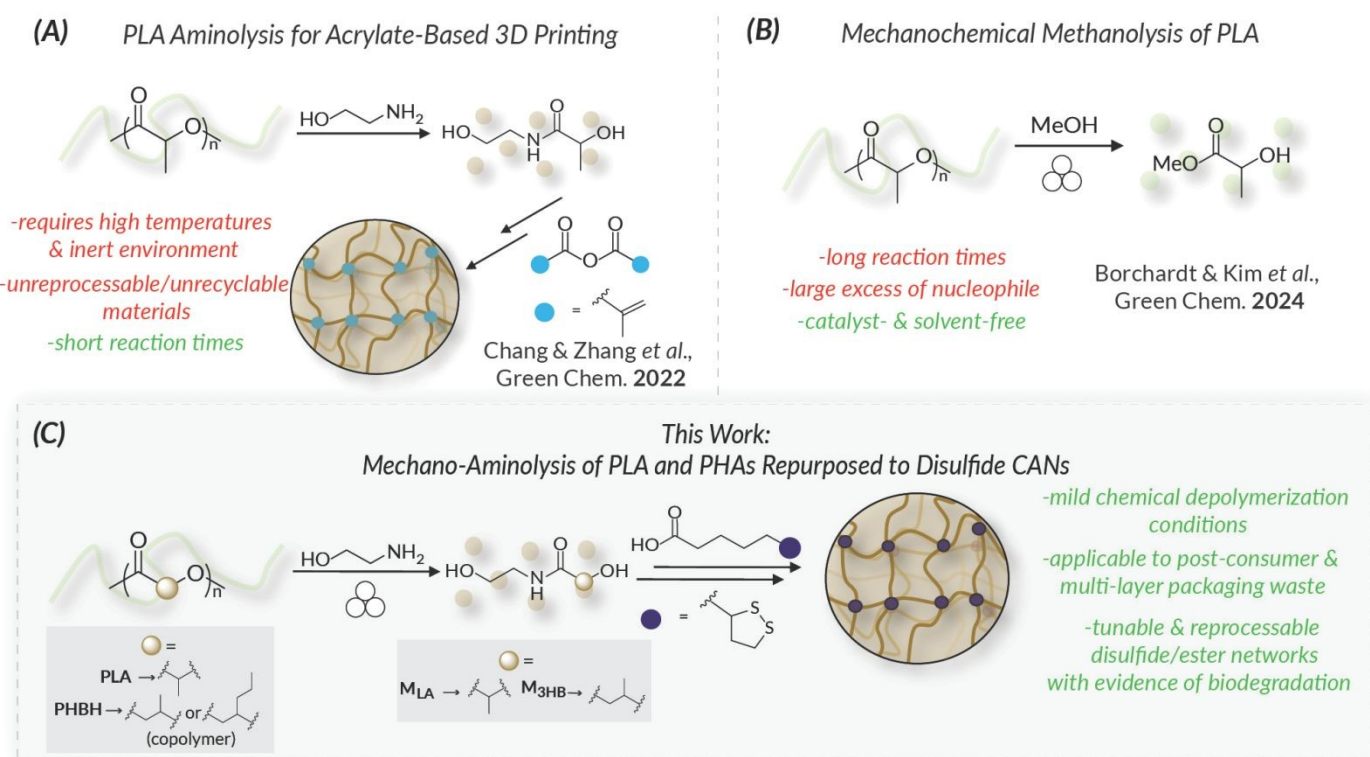 (A) PLA Aminolysis for Acrylate-Based 3D Printing
O
O
n
HO
NH2
HO
N
H
O
OH
-requires high temperatures
& inert environment
-unreprocessable/unrecyclable
materials
-short reaction times
O
O
O
=
Chang & Zhang et al.,
Green Chem. 2022
(B) Mechanochemical Methanolysis of PLA
O
O
n
MeOH
O
MeO
OH
-long reaction times
-large excess of nucleophile
-catalyst- & solvent-free
Borchardt & Kim et al.,
Green Chem. 2024
(C)
This Work:
Mechano-Aminolysis of PLA and PHAs Repurposed to Disulfide CANs
O
O
n
HO
NH2
HO
N
H
O
OH
O
HO
=
S
S
=
PLA →
PHBH → or
(copolymer)
=
MLA → M3HB →
-mild chemical depolymerization
conditions
-applicable to post-consumer &
multi-layer packaging waste
-tunable & reprocessable
disulfide/ester networks
with evidence of biodegradation